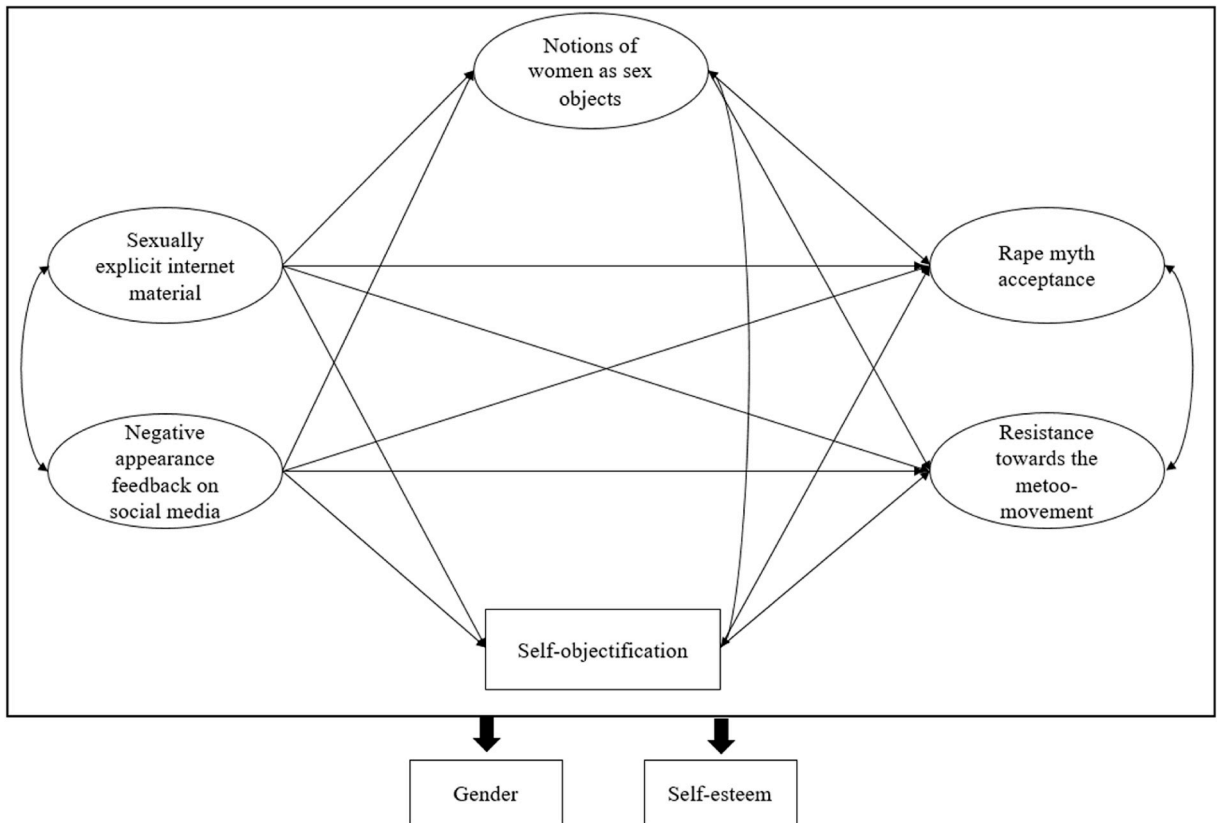 Notions of
women as sex
objects
Sexually
explicit internet
material
Rape myth
acceptance
Negative
appearance
feedback on
social media
Resistance
towards the
metoo-
movement
Self-objectification
Gender
Self-esteem